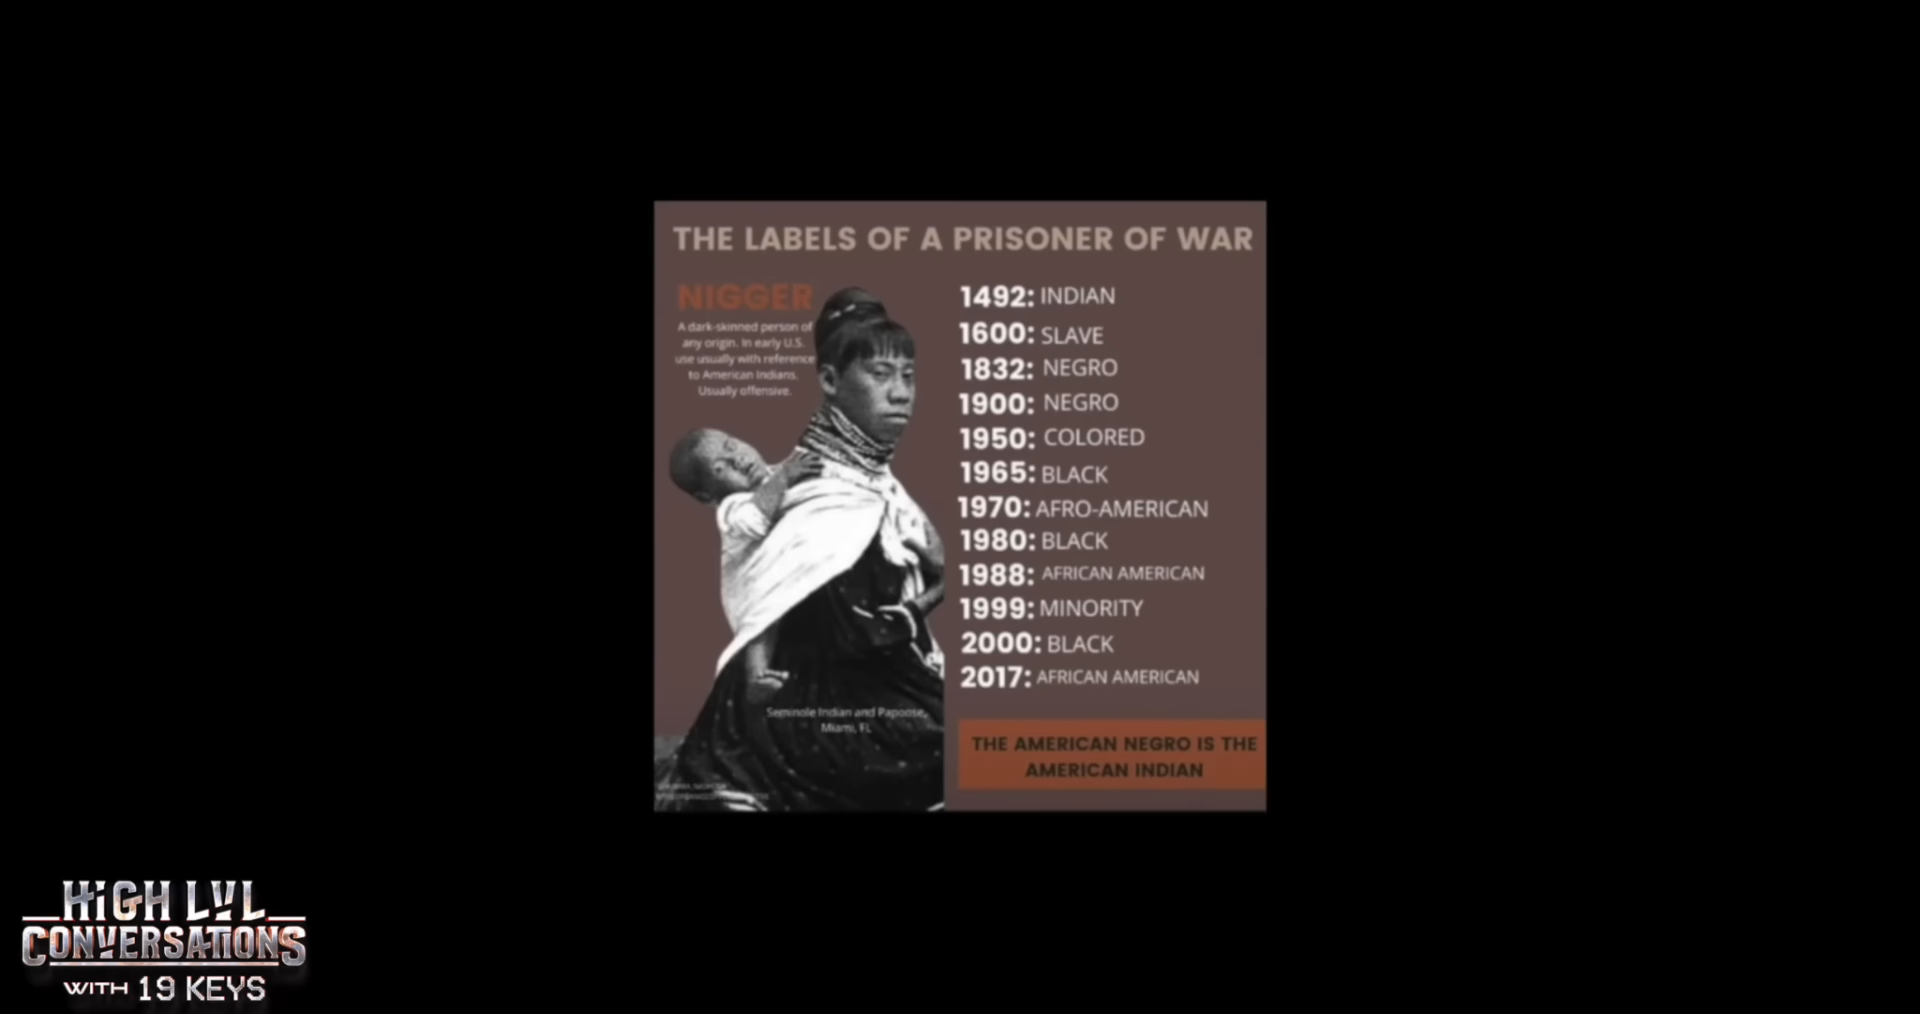 THE LABELS OF A PRISONER OF WAR
NIGGER
A dark-skinned person of
any origin. In early U.S.
use usually with reference
to American Indians.
Usually offensive.
1492: INDIAN
1600: SLAVE
1832: NEGRO
1900: NEGRO
1950: COLORED
1965: BLACK
1970: AFRO-AMERICAN
1980: BLACK
1988: AFRICAN AMERICAN
1999: MINORITY
2000: BLACK
2017: AFRICAN AMERICAN
Seminole Indian and Papoose,
Miami, FL
THE AMERICAN NEGRO IS THE
AMERICAN INDIAN
HIGH LVL
CONVERSATIONS
WITH 19 KEYS